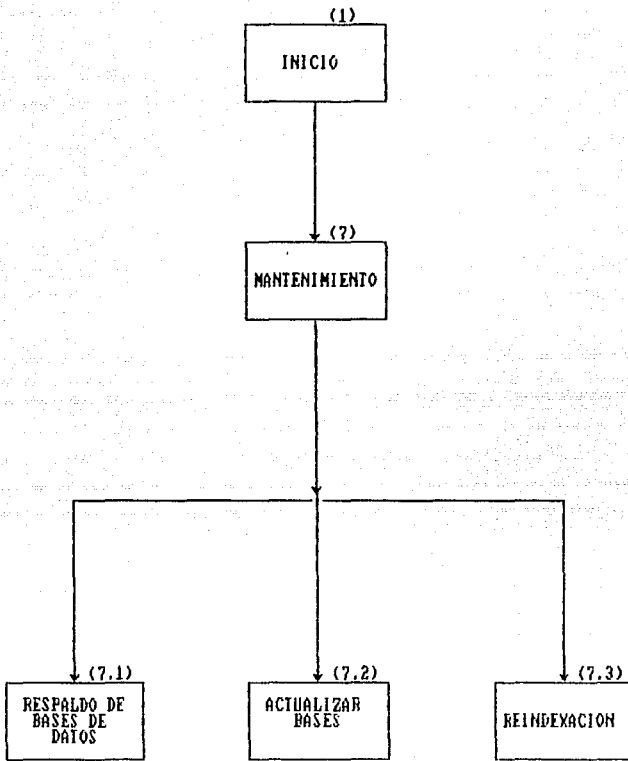 (1)
INICIO
(7)
MANTENIMIENTO
(7.1)
RESPALDO DE
BASES DE
DATOS
(7.2)
ACTUALIZAR
BASES
(7.3)
REINDEXACION